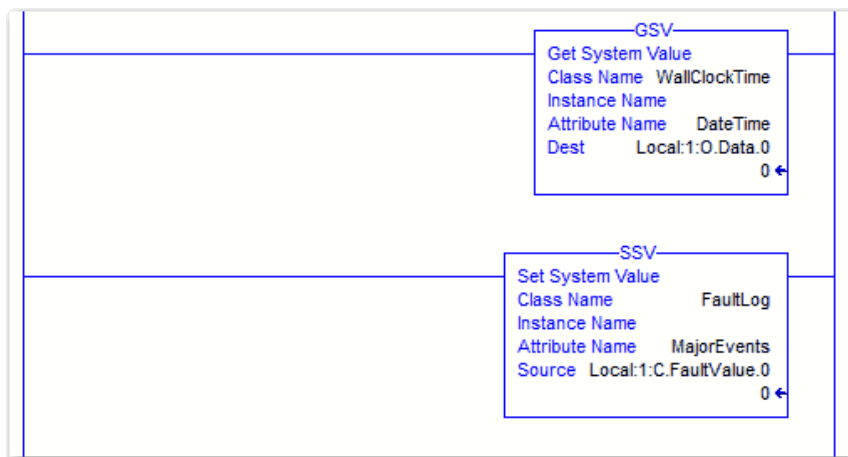 GSV
Get System Value
Class Name WallClockTime
Instance Name
Attribute Name DateTime
Dest Local:1:O.Data.0
0
SSV
Set System Value
Class Name FaultLog
Instance Name
Attribute Name MajorEvents
Source Local:1:C.FaultValue.0
0